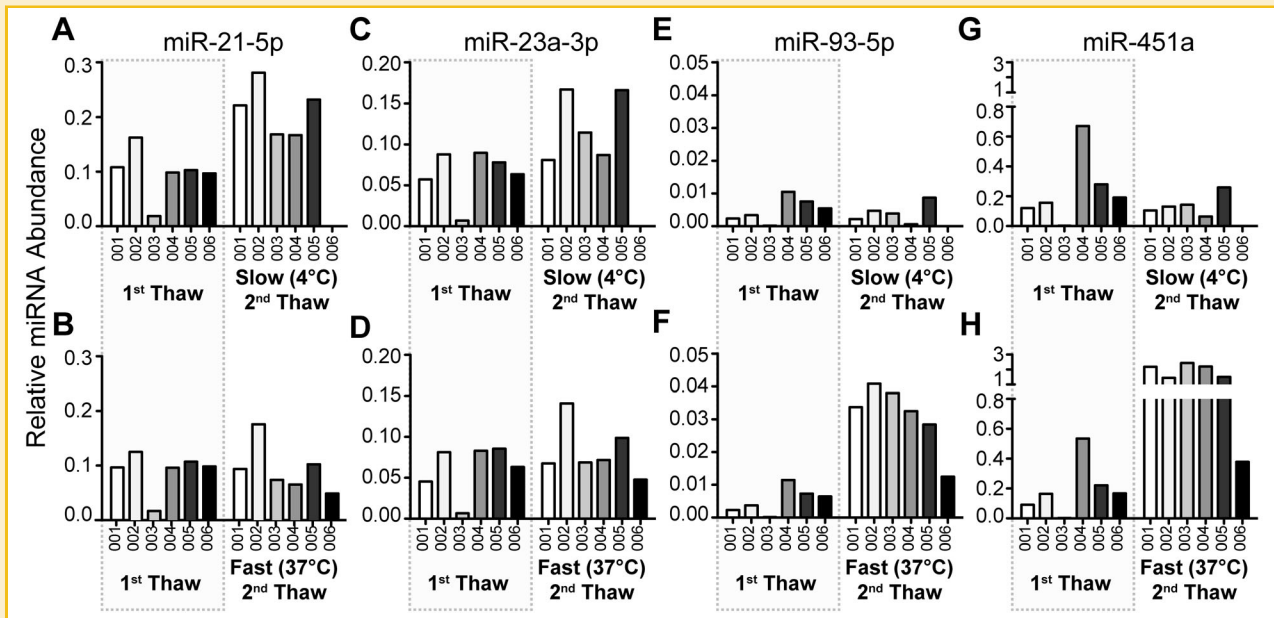 A
miR-21-5p
C
miR-23a-3p
E
miR-93-5p
G
miR-451a
Relative miRNA Abundance
0.3
0.2
0.1
0.0
001 002 003 004 005 006 001 002 003 004 005 006
1st Thaw
Slow (4°C)
2nd Thaw
0.20
0.15
0.10
0.05
0.00
001 002 003 004 005 006 001 002 003 004 005 006
1st Thaw
Slow (4°C)
2nd Thaw
0.05
0.04
0.03
0.02
0.01
0.00
001 002 003 004 005 006 001 002 003 004 005 006
1st Thaw
Slow (4°C)
2nd Thaw
3
1
0.8
0.6
0.4
0.2
0.0
001 002 003 004 005 006 001 002 003 004 005 006
1st Thaw
Slow (4°C)
2nd Thaw
B
0.3
0.2
0.1
0.0
001 002 003 004 005 006 001 002 003 004 005 006
1st Thaw
Fast (37°C)
2nd Thaw
D
0.20
0.15
0.10
0.05
0.00
001 002 003 004 005 006 001 002 003 004 005 006
1st Thaw
Fast (37°C)
2nd Thaw
F
0.05
0.04
0.03
0.02
0.01
0.00
001 002 003 004 005 006 001 002 003 004 005 006
1st Thaw
Fast (37°C)
2nd Thaw
H
3
1
0.8
0.6
0.4
0.2
0.0
001 002 003 004 005 006 001 002 003 004 005 006
1st Thaw
Fast (37°C)
2nd Thaw